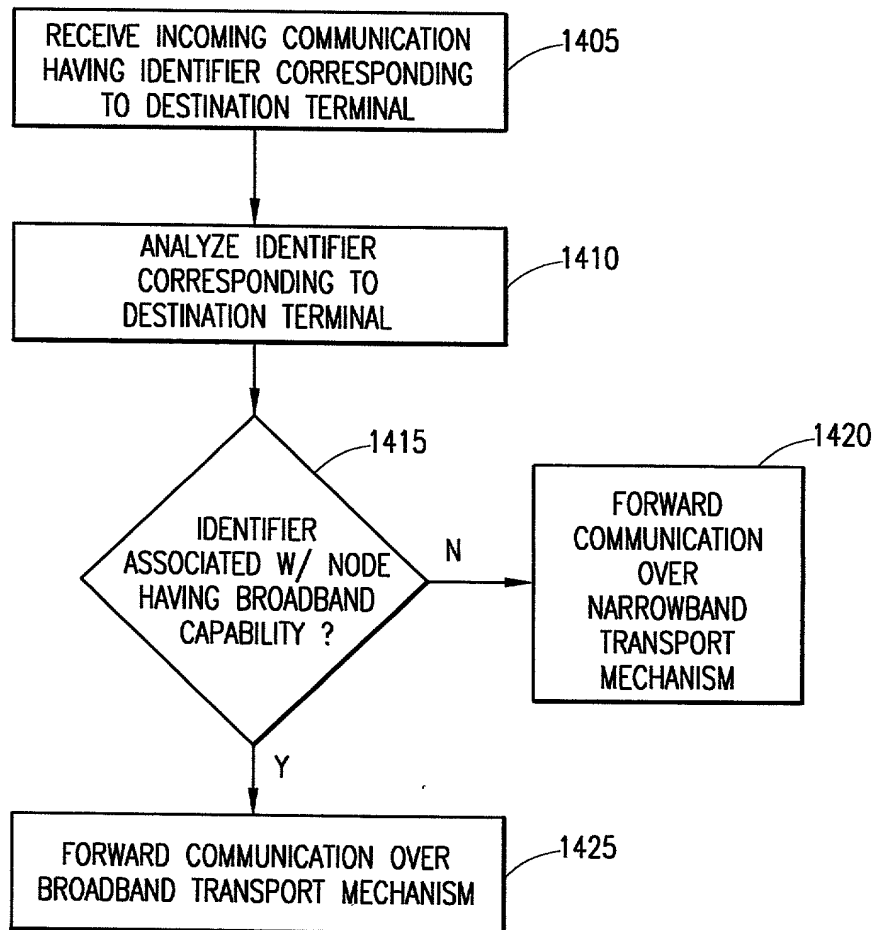 RECEIVE INCOMING COMMUNICATION
HAVING IDENTIFIER CORRESPONDING
TO DESTINATION TERMINAL
1405
ANALYZE IDENTIFIER
CORRESPONDING TO
DESTINATION TERMINAL
1410
1415
IDENTIFIER
ASSOCIATED W/ NODE
HAVING BROADBAND
CAPABILITY ?
N
1420
FORWARD
COMMUNICATION
OVER
NARROWBAND
TRANSPORT
MECHANISM
Y
FORWARD COMMUNICATION OVER
BROADBAND TRANSPORT MECHANISM
1425